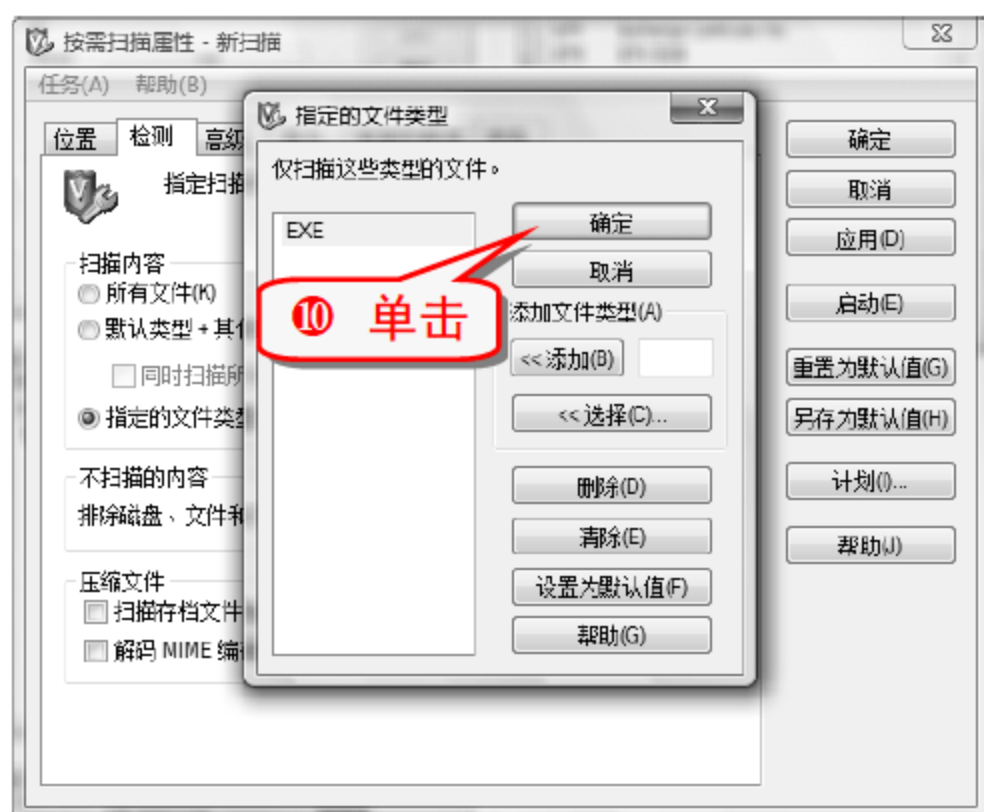 按需扫描属性 - 新扫描
任务(A) 帮助(B)
位置 检测 高级
指定扫描
扫描内容
所有文件(K)
默认类型 + 其
同时扫描所
指定的文件类型
不扫描的内容
排除磁盘、文件和
压缩文件
扫描存档文件
解码 MIME 编
指定的文件类型
仅扫描这些类型的文件。
EXE
确定
取消
⑩ 单击
添加文件类型(A)
<< 添加(B)
<< 选择(C)...
删除(D)
清除(E)
设置为默认值(F)
帮助(G)
确定
取消
应用(D)
启动(E)
重置为默认值(G)
另存为默认值(H)
计划(I)...
帮助(J)